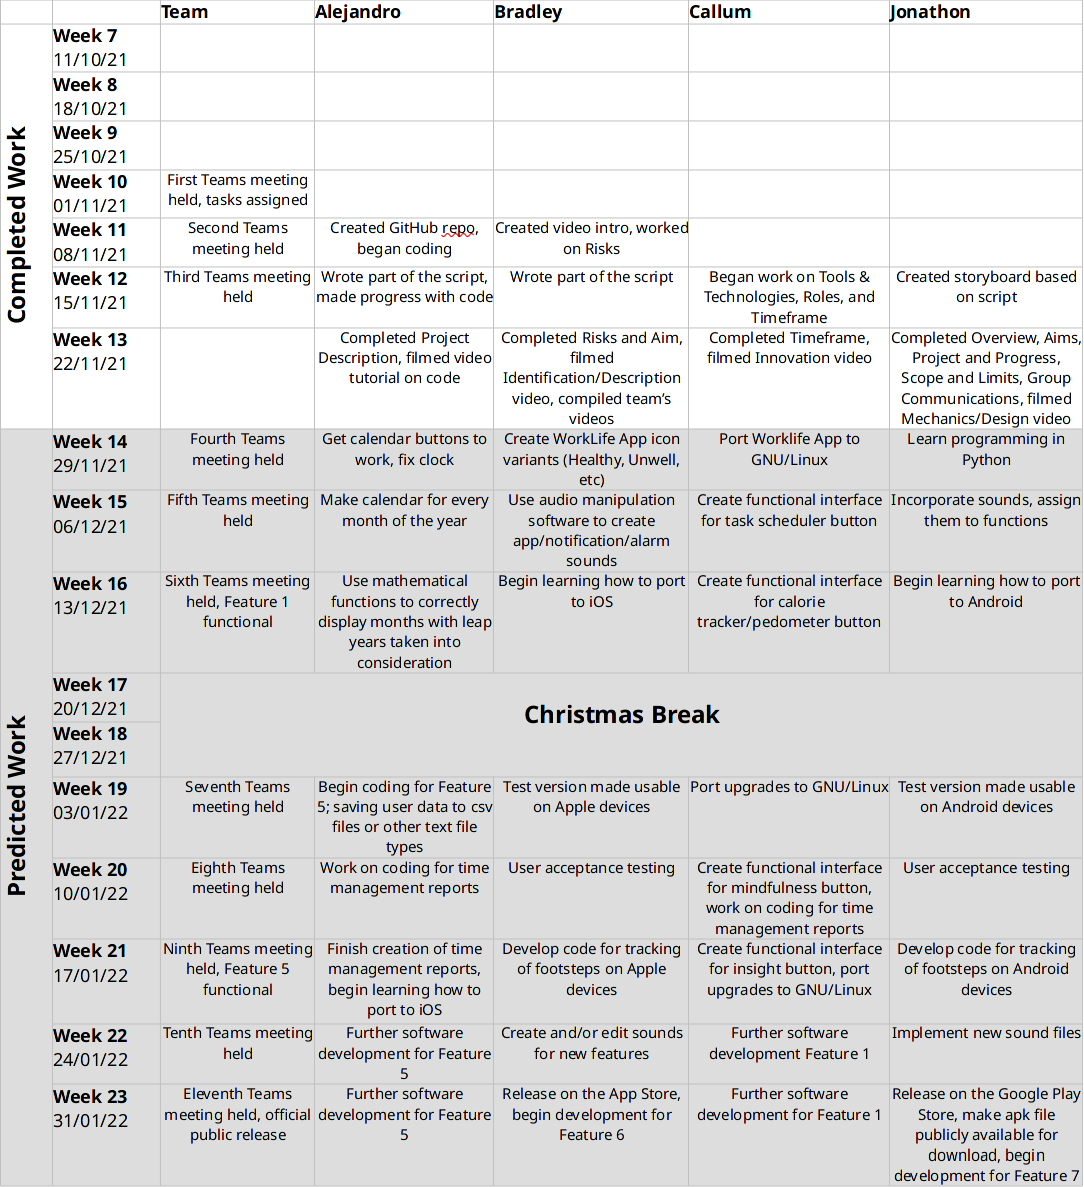 Team Alejandro Bradley Callum Jonathon
Completed Work
Week 7
11/10/21
Week 8
18/10/21
Week 9
25/10/21
Week 10
01/11/21
First Teams meeting
held, tasks assigned
Week 11
08/11/21
Second Teams
meeting held
Created GitHub repo,
began coding
Created video intro, worked
on Risks
Week 12
15/11/21
Third Teams meeting
held
Wrote part of the script,
made progress with code
Wrote part of the script
Began work on Tools &
Technologies, Roles, and
Timeframe
Created storyboard based
on script
Week 13
22/11/21
Completed Project
Description, filmed video
tutorial on code
Completed Risks and Aim,
filmed
Identification/Description
video, compiled team's
videos
Completed Timeframe,
filmed Innovation video
Completed Overview, Aims,
Project and Progress,
Scope and Limits, Group
Communications, filmed
Mechanics/Design video
Predicted Work
Week 14
29/11/21
Fourth Teams
meeting held
Get calendar buttons to
work, fix clock
Create WorkLife App icon
variants (Healthy, Unwell,
etc)
Port Worklife App to
GNU/Linux
Learn programming in
Python
Week 15
06/12/21
Fifth Teams meeting
held
Make calendar for every
month of the year
Use audio manipulation
software to create
app/notification/alarm
sounds
Create functional interface
for task scheduler button
Incorporate sounds, assign
them to functions
Week 16
13/12/21
Sixth Teams meeting
held, Feature 1
functional
Use mathematical
functions to correctly
display months with leap
years taken into
consideration
Begin learning how to port
to iOS
Create functional interface
for calorie
tracker/pedometer button
Begin learning how to port
to Android
Week 17
20/12/21
Week 18
27/12/21
Christmas Break
Week 19
03/01/22
Seventh Teams
meeting held
Begin coding for Feature
5; saving user data to csv
files or other text file
types
Test version made usable
on Apple devices
Port upgrades to GNU/Linux
Test version made usable
on Android devices
Week 20
10/01/22
Eighth Teams
meeting held
Work on coding for time
management reports
User acceptance testing
Create functional interface
for mindfulness button,
work on coding for time
management reports
User acceptance testing
Week 21
17/01/22
Ninth Teams meeting
held, Feature 5
functional
Finish creation of time
management reports,
begin learning how to
port to iOS
Develop code for tracking
of footsteps on Apple
devices
Create functional interface
for insight button, port
upgrades to GNU/Linux
Develop code for tracking
of footsteps on Android
devices
Week 22
24/01/22
Tenth Teams meeting
held
Further software
development for Feature
5
Create and/or edit sounds
for new features
Further software
development Feature 1
Implement new sound files
Week 23
31/01/22
Eleventh Teams
meeting held, official
public release
Further software
development for Feature
5
Release on the App Store,
begin development for
Feature 6
Further software
development for Feature 1
Release on the Google Play
Store, make apk file
publicly available for
download, begin
development for Feature 7